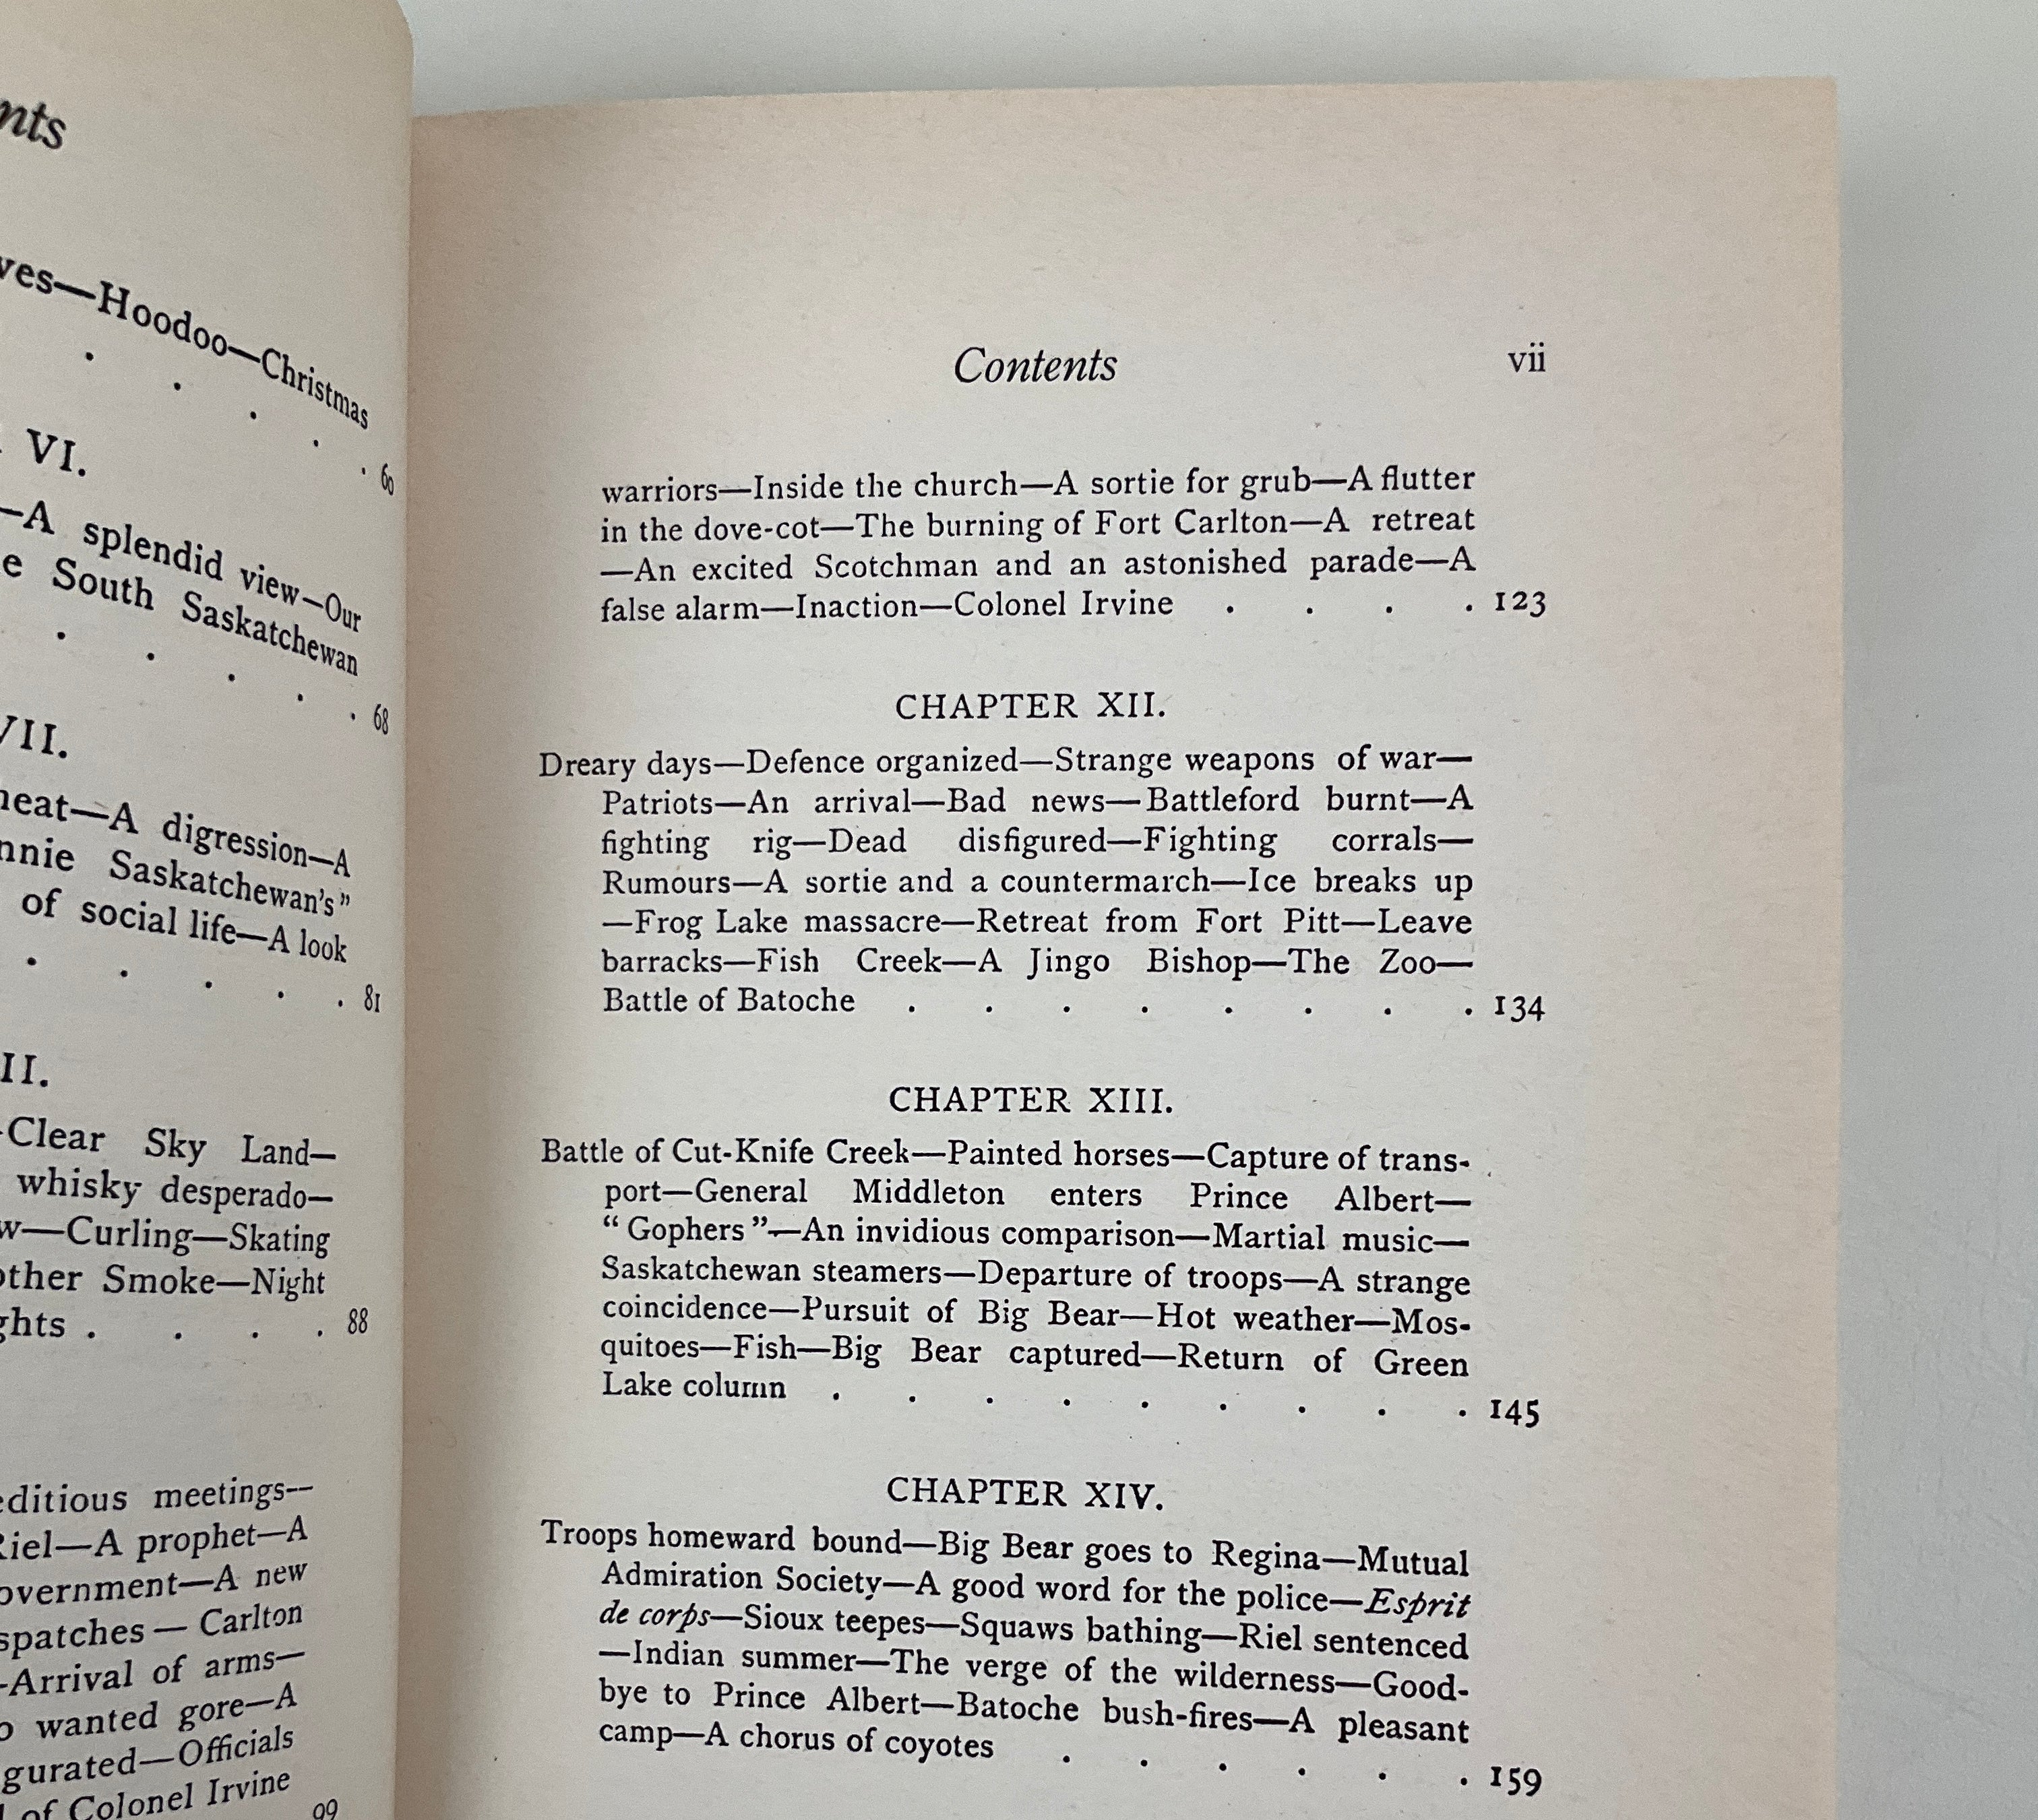 nts
ves—Hoodoo—Christmas
. . . . . 60
VI.
—A splendid view—Our
e South Saskatchewan
. . . . . 68
VII.
heat—A digression—A
nnie Saskatchewan's”
of social life—A look
. . . . . 81
II.
Clear Sky Land—
whisky desperado—
w—Curling—Skating
other Smoke—Night
ghts . . . . 88
editious meetings—
Riel—A prophet—A
overnment—A new
spatches — Carlton
-Arrival of arms—
o wanted gore—A
gurated—Officials
of Colonel Irvine
99
Contents vii
warriors—Inside the church—A sortie for grub—A flutter
in the dove-cot—The burning of Fort Carlton—A retreat
—An excited Scotchman and an astonished parade—A
false alarm—Inaction—Colonel Irvine . . . . 123
CHAPTER XII.
Dreary days—Defence organized—Strange weapons of war—
Patriots—An arrival—Bad news—Battleford burnt—A
fighting rig—Dead disfigured—Fighting corrals—
Rumours—A sortie and a countermarch—Ice breaks up
—Frog Lake massacre—Retreat from Fort Pitt—Leave
barracks—Fish Creek—A Jingo Bishop—The Zoo—
Battle of Batoche . . . . . . . . 134
CHAPTER XIII.
Battle of Cut-Knife Creek—Painted horses—Capture of trans-
port—General Middleton enters Prince Albert—
“Gophers”—An invidious comparison—Martial music—
Saskatchewan steamers—Departure of troops—A strange
coincidence—Pursuit of Big Bear—Hot weather—Mos-
quitoes—Fish—Big Bear captured—Return of Green
Lake column . . . . . . . . . 145
CHAPTER XIV.
Troops homeward bound—Big Bear goes to Regina—Mutual
Admiration Society—A good word for the police—Esprit
de corps—Sioux teepes—Squaws bathing—Riel sentenced
—Indian summer—The verge of the wilderness—Good-
bye to Prince Albert—Batoche bush-fires—A pleasant
camp—A chorus of coyotes . . . . . . 159